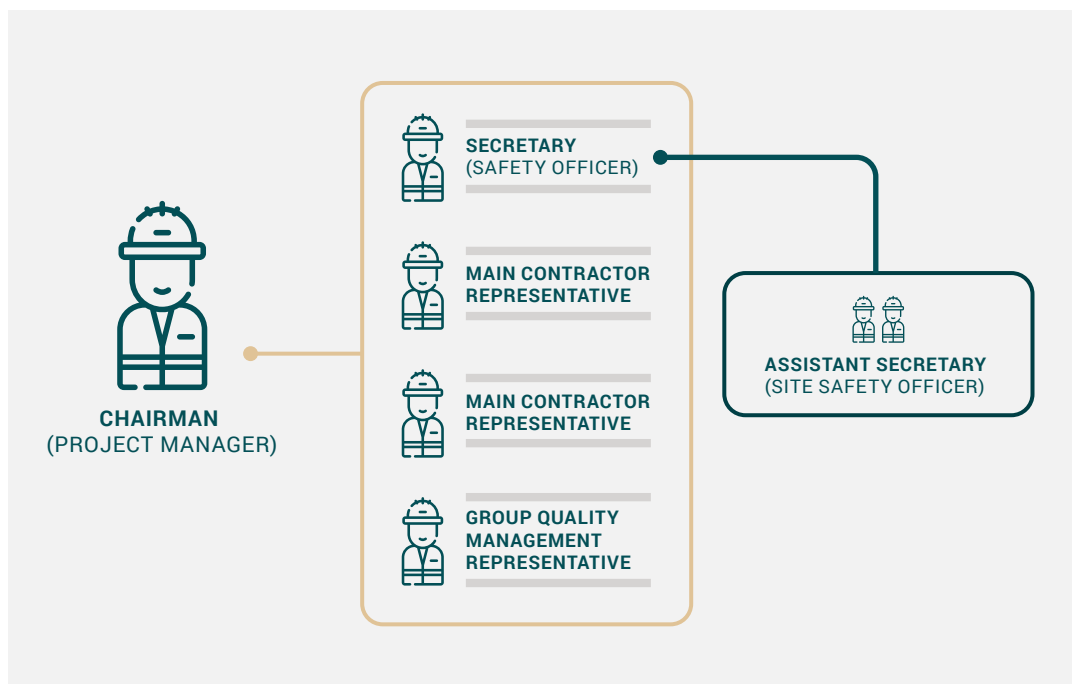 CHAIRMAN
(PROJECT MANAGER)
SECRETARY
(SAFETY OFFICER)
MAIN CONTRACTOR
REPRESENTATIVE
MAIN CONTRACTOR
REPRESENTATIVE
GROUP QUALITY
MANAGEMENT
REPRESENTATIVE
ASSISTANT SECRETARY
(SITE SAFETY OFFICER)